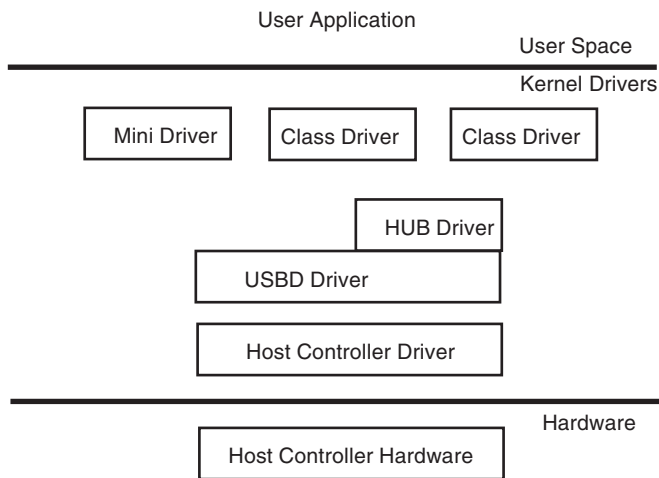 User Application
User Space
Kernel Drivers
Mini Driver
Class Driver
Class Driver
HUB Driver
USBD Driver
Host Controller Driver
Hardware
Host Controller Hardware